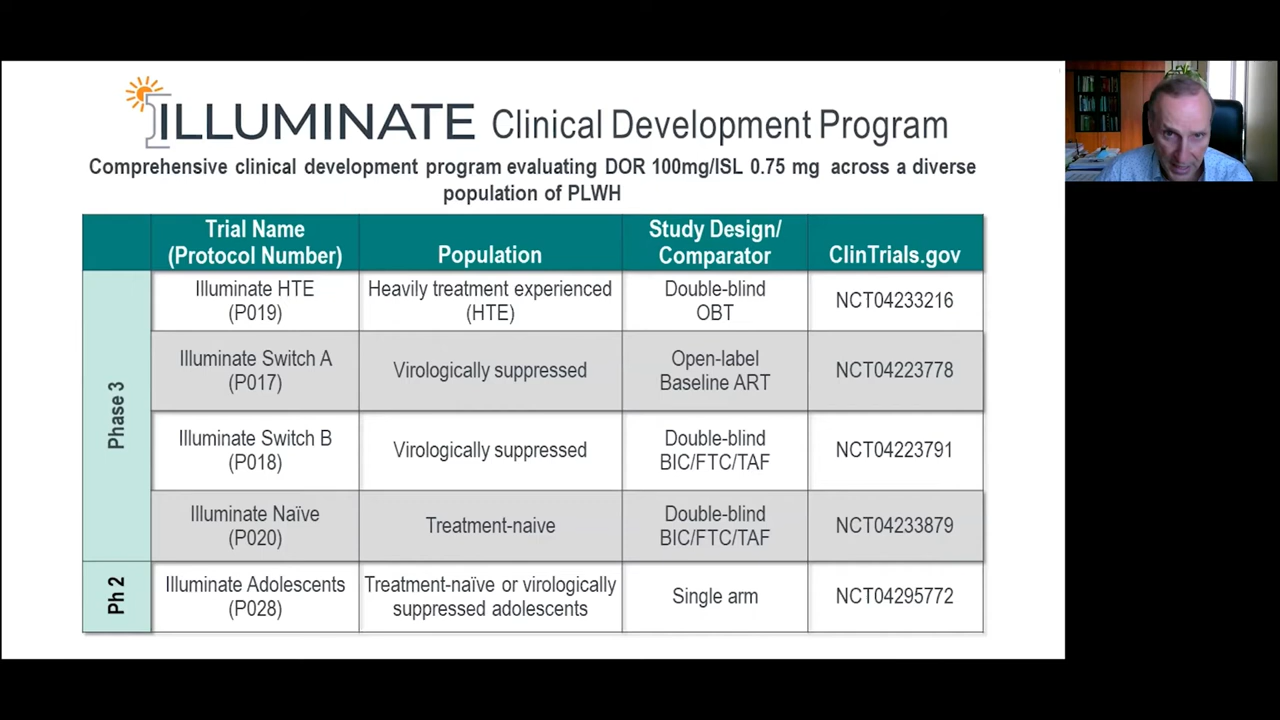 ILLUMINATE Clinical Development Program
Comprehensive clinical development program evaluating DOR 100mg/ISL 0.75 mg across a diverse
population of PLWH
Trial Name
(Protocol Number)
Population
Study Design/
Comparator
ClinTrials.gov
Phase 3
Illuminate HTE
(P019)
Heavily treatment experienced
(HTE)
Double-blind
OBT
NCT04233216
Illuminate Switch A
(P017)
Virologically suppressed
Open-label
Baseline ART
NCT04223778
Illuminate Switch B
(P018)
Virologically suppressed
Double-blind
BIC/FTC/TAF
NCT04223791
Illuminate Naïve
(P020)
Treatment-naive
Double-blind
BIC/FTC/TAF
NCT04233879
Ph 2
Illuminate Adolescents
(P028)
Treatment-naïve or virologically
suppressed adolescents
Single arm
NCT04295772